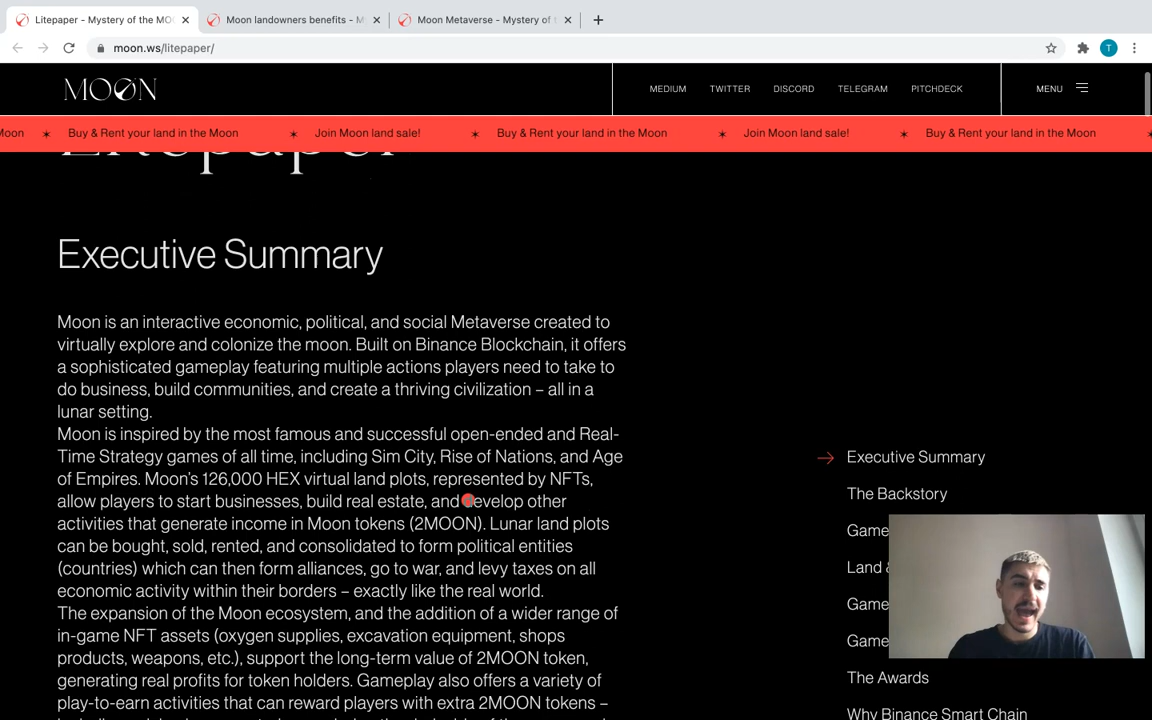 Litepaper - Mystery of the MO
Moon landowners benefits - M
Moon Metaverse - Mystery of t
moon.ws/litepaper/
T
MOON
MEDIUM
TWITTER
DISCORD
TELEGRAM
PITCHDECK
MENU
Moon ✶ Buy & Rent your land in the Moon ✶ Join Moon land sale! ✶ Buy & Rent your land in the Moon ✶ Join Moon land sale! ✶ Buy & Rent your land in the Moon ✶
Litepaper
Executive Summary
Moon is an interactive economic, political, and social Metaverse created to
virtually explore and colonize the moon. Built on Binance Blockchain, it offers
a sophisticated gameplay featuring multiple actions players need to take to
do business, build communities, and create a thriving civilization – all in a
lunar setting.
Moon is inspired by the most famous and successful open-ended and Real-
Time Strategy games of all time, including Sim City, Rise of Nations, and Age
of Empires. Moon's 126,000 HEX virtual land plots, represented by NFTs,
allow players to start businesses, build real estate, and develop other
activities that generate income in Moon tokens (2MOON). Lunar land plots
can be bought, sold, rented, and consolidated to form political entities
(countries) which can then form alliances, go to war, and levy taxes on all
economic activity within their borders – exactly like the real world.
The expansion of the Moon ecosystem, and the addition of a wider range of
in-game NFT assets (oxygen supplies, excavation equipment, shops
products, weapons, etc.), support the long-term value of 2MOON token,
generating real profits for token holders. Gameplay also offers a variety of
play-to-earn activities that can reward players with extra 2MOON tokens –
Executive Summary
The Backstory
Game
Land &
Game
Game
The Awards
Why Binance Smart Chain